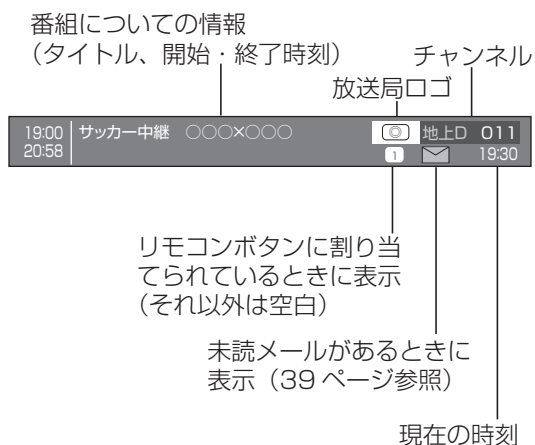 番組についての情報
（タイトル、開始・終了時刻）
チャンネル
放送局ロゴ
19:00 サッカー中継 ○○○×○○○ 地上D 011
20:58 1 19:30
リモコンボタンに割り当
てられているときに表示
（それ以外は空白）
未読メールがあるときに
表示（39 ページ参照）
現在の時刻